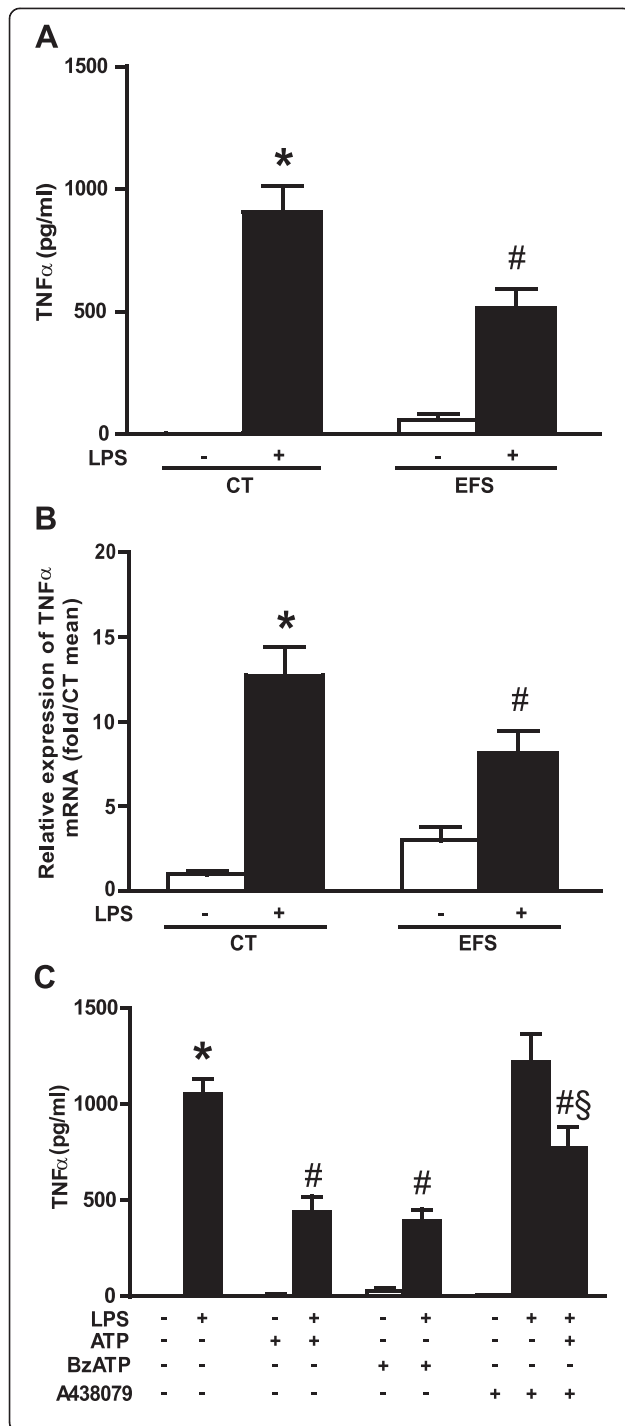 A
1500
1000
500
0
TNFα (pg/ml)
*
#
LPS - + - +
CT EFS
B
20
15
10
5
0
Relative expression of TNFα
mRNA (fold/CT mean)
*
#
LPS - + - +
CT EFS
C
1500
1000
500
0
TNFα (pg/ml)
*
#
#
#§
LPS - + - + - + - + +
ATP - - + + - - - - +
BzATP - - - - + + - - -
A438079 - - - - - - + + +